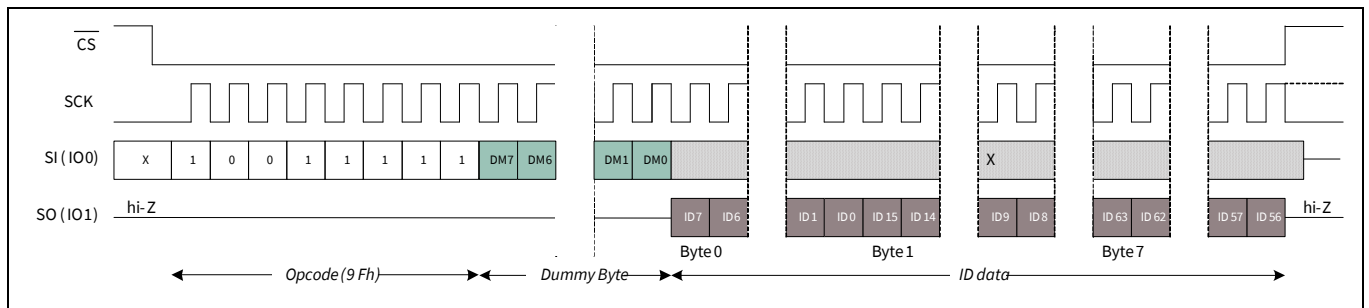 CS
SCK
SI (IO0) X 1 0 0 1 1 1 1 1 DM7 DM6 DM1 DM0 X
SO (IO1) hi-Z ID7 ID6 ID1 ID0 ID15 ID14 ID9 ID8 ID63 ID62 ID57 ID56 hi-Z
Byte 0 Byte 1 Byte 7
Opcode (9 Fh) Dummy Byte ID data